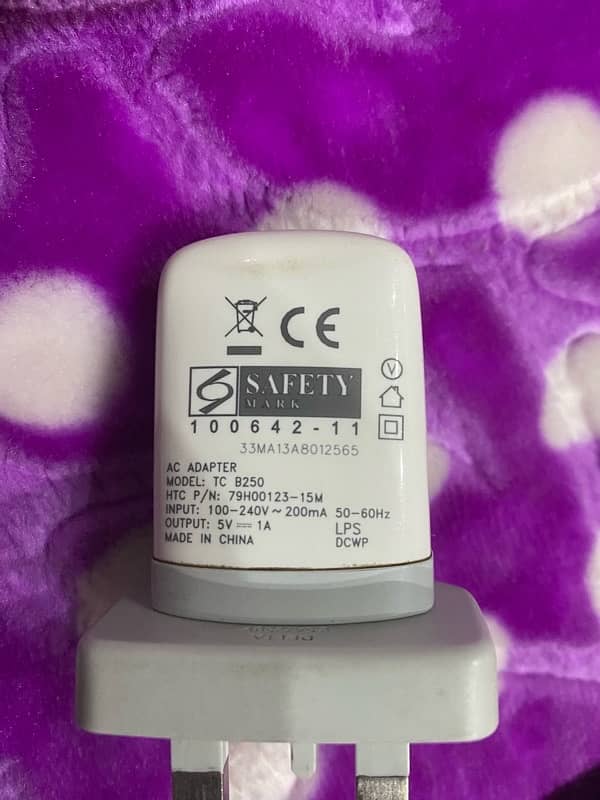 CE
SAFETY
MARK
100642-11
V
33MA13A8012565
AC ADAPTER
MODEL: TC B250
HTC P/N: 79H00123-15M
INPUT: 100-240V ~ 200mA 50-60Hz
OUTPUT: 5V ⎓ 1A
LPS
MADE IN CHINA
DCWP